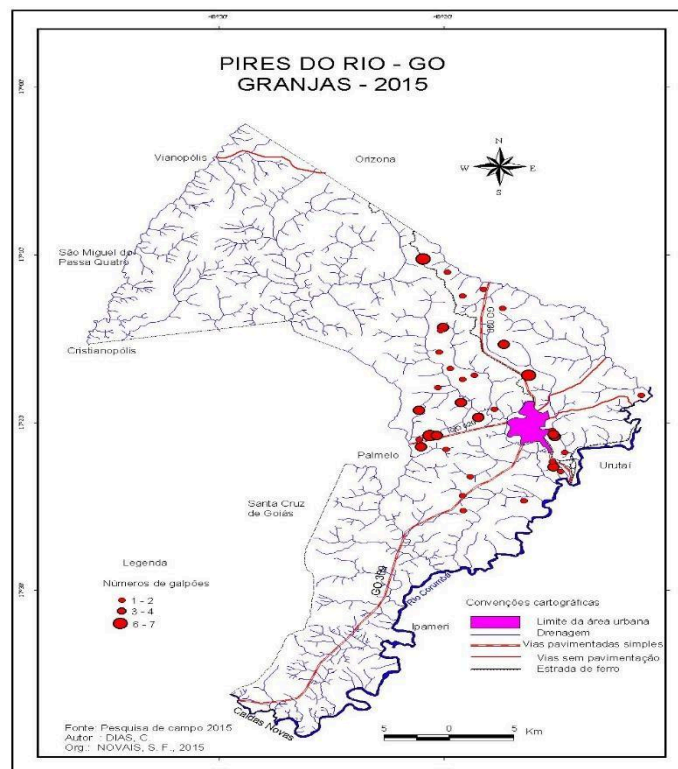 PIRES DO RIO - GO
GRANJAS - 2015
N
W E
S
Vianopólis
Orizona
São Miguel do
Passa Quatro
Cristianopólis
Palmelo
Urutaí
Santa Cruz
de Goiás
GO 309
Rio Corumbá
Ipameri
Caldas Novas
Legenda
Números de galpões
1 - 2
3 - 4
6 - 7
Convenções cartográficas
Limite da área urbana
Drenagem
Vias pavimentadas simples
Vias sem pavimentação
Estrada de ferro
Fonte: Pesquisa de campo 2015
Autor : DIAS, C.
Org.: NOVAIS, S. F., 2015
5 0 5 Km